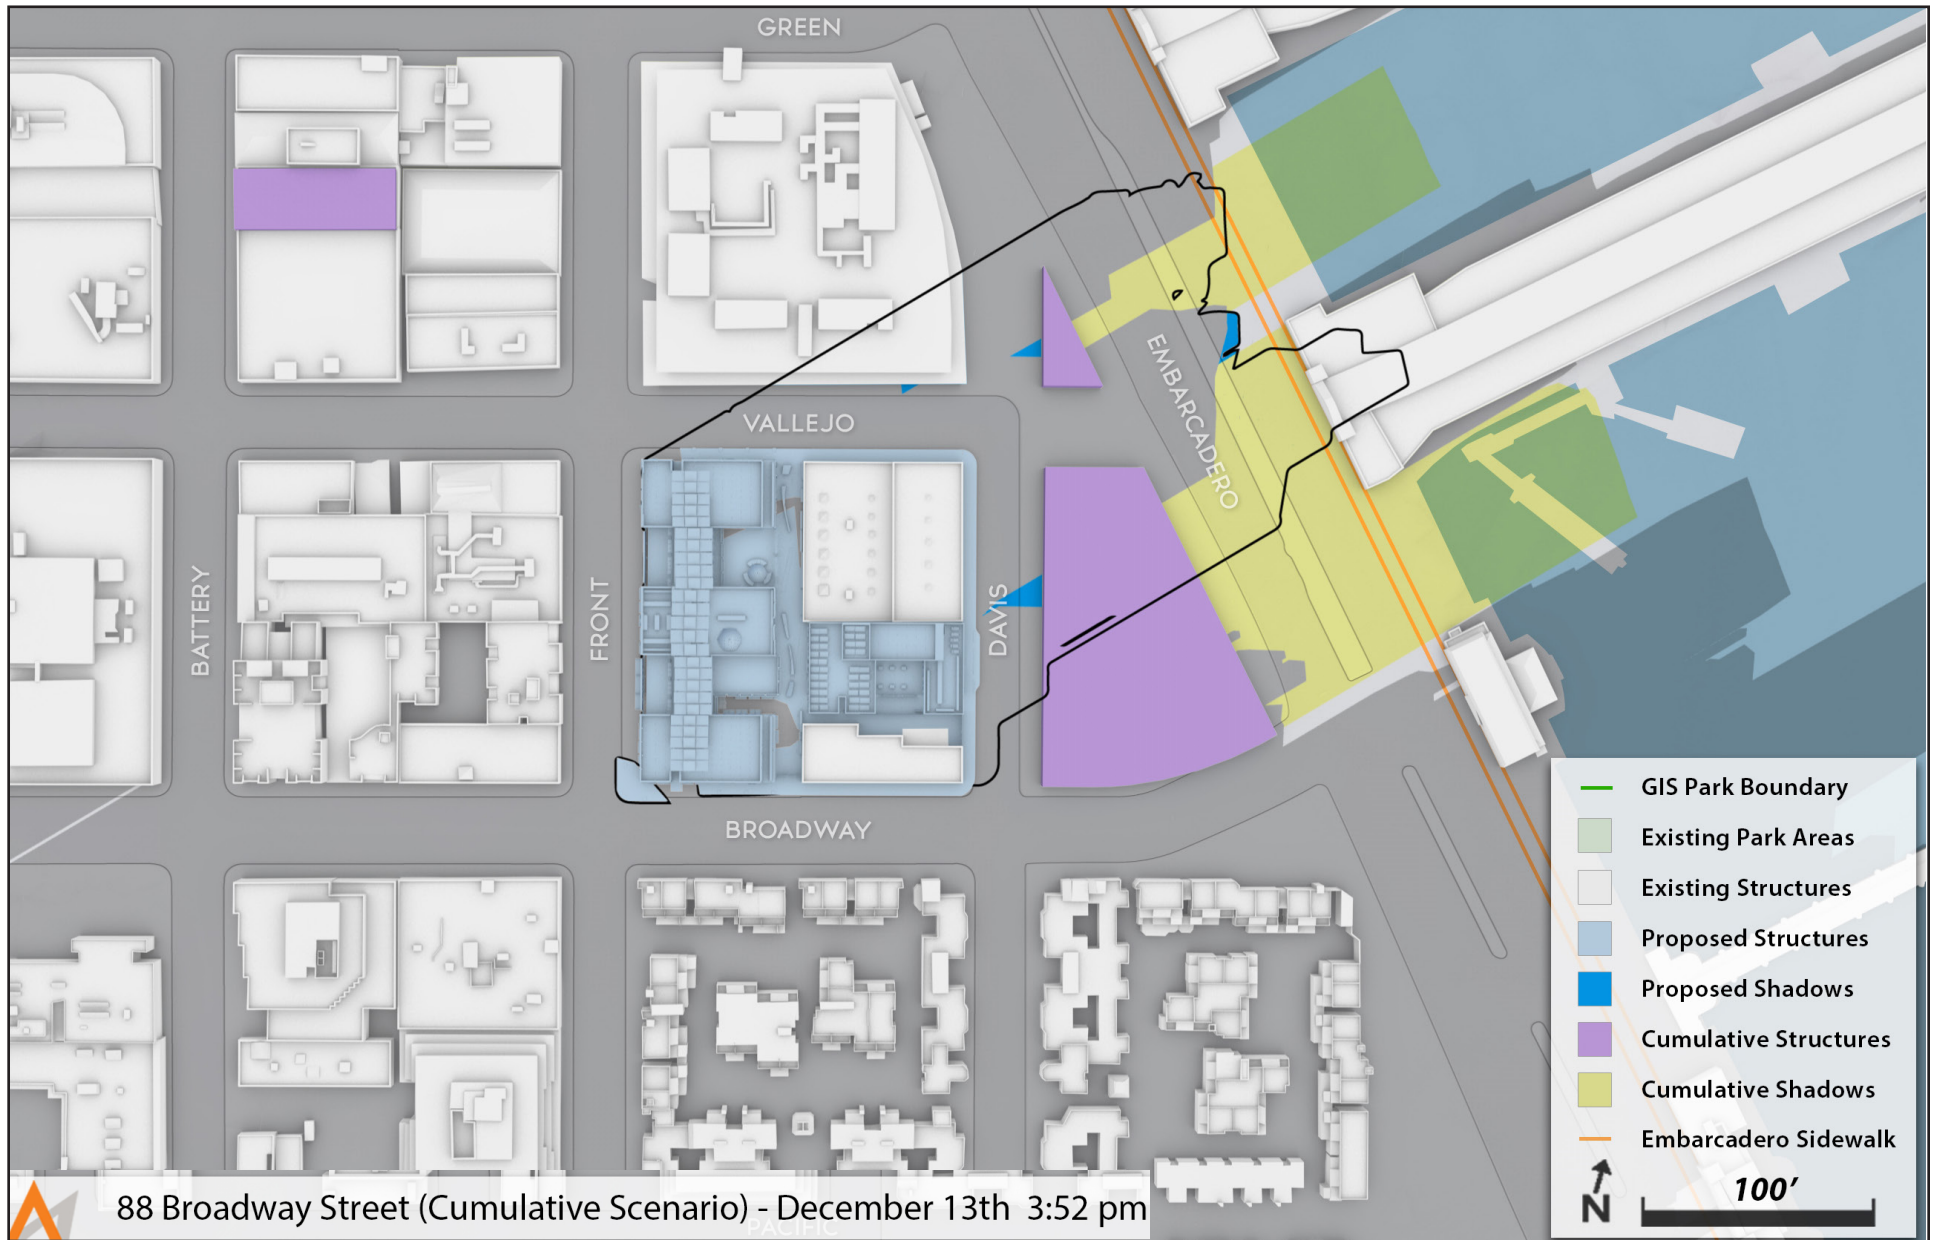 GREEN
VALLEJO
EMBARCADERO
BATTERY
FRONT
DAVIS
BROADWAY
GIS Park Boundary
Existing Park Areas
Existing Structures
Proposed Structures
Proposed Shadows
Cumulative Structures
Cumulative Shadows
Embarcadero Sidewalk
N
100’
88 Broadway Street (Cumulative Scenario) - December 13th 3:52 pm
PACIFIC